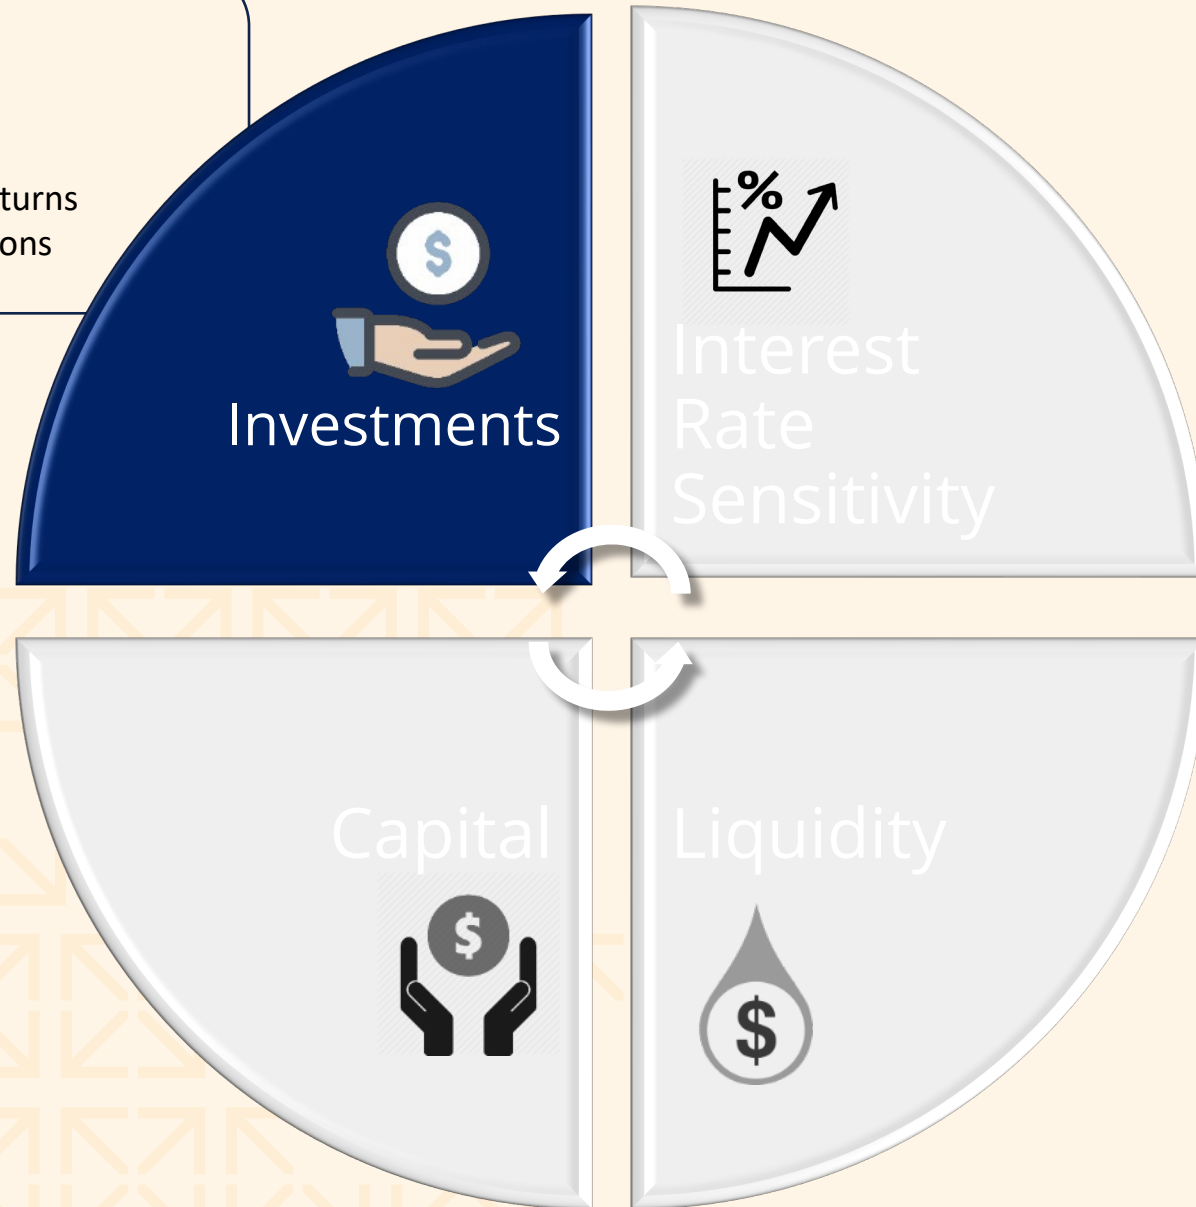 turns
ons
%
$
Investments
Interest
Rate
Sensitivity
Capital
$
Liquidity
$